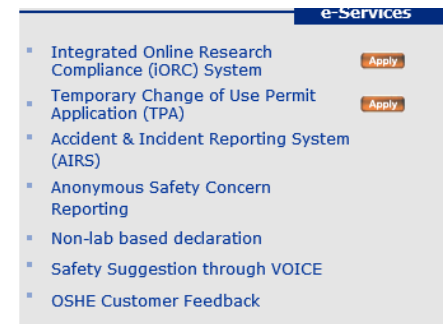 e-Services
Integrated Online Research
Compliance (iORC) System
Apply
Temporary Change of Use Permit
Application (TPA)
Apply
Accident & Incident Reporting System
(AIRS)
Anonymous Safety Concern
Reporting
Non-lab based declaration
Safety Suggestion through VOICE
OSHE Customer Feedback